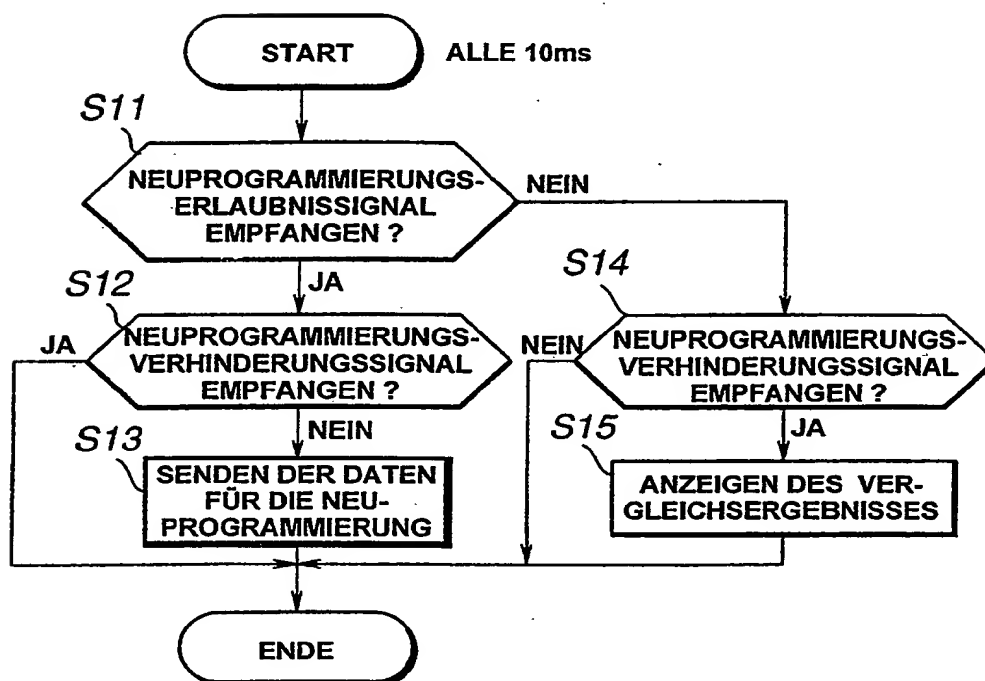 START
ALLE 10ms
S11
NEUPROGRAMMIERUNGS-
ERLAUBNISSIGNAL
EMPFANGEN ?
NEIN
JA
S12
NEUPROGRAMMIERUNGS-
VERHINDERUNGSSIGNAL
EMPFANGEN ?
JA
NEIN
S13
SENDEN DER DATEN
FÜR DIE NEU-
PROGRAMMIERUNG
S14
NEUPROGRAMMIERUNGS-
VERHINDERUNGSSIGNAL
EMPFANGEN ?
NEIN
JA
S15
ANZEIGEN DES VER-
GLEICHSERGEBNISSES
ENDE